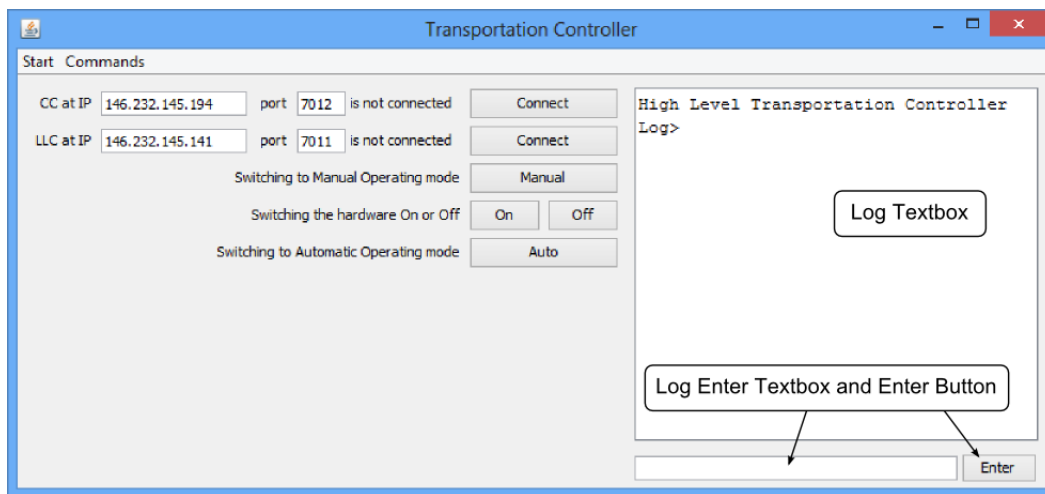 Transportation Controller
Start Commands
CC at IP 146.232.145.194 port 7012 is not connected Connect
LLC at IP 146.232.145.141 port 7011 is not connected Connect
Switching to Manual Operating mode Manual
Switching the hardware On or Off On Off
Switching to Automatic Operating mode Auto
High Level Transportation Controller
Log>
Log Textbox
Log Enter Textbox and Enter Button
Enter